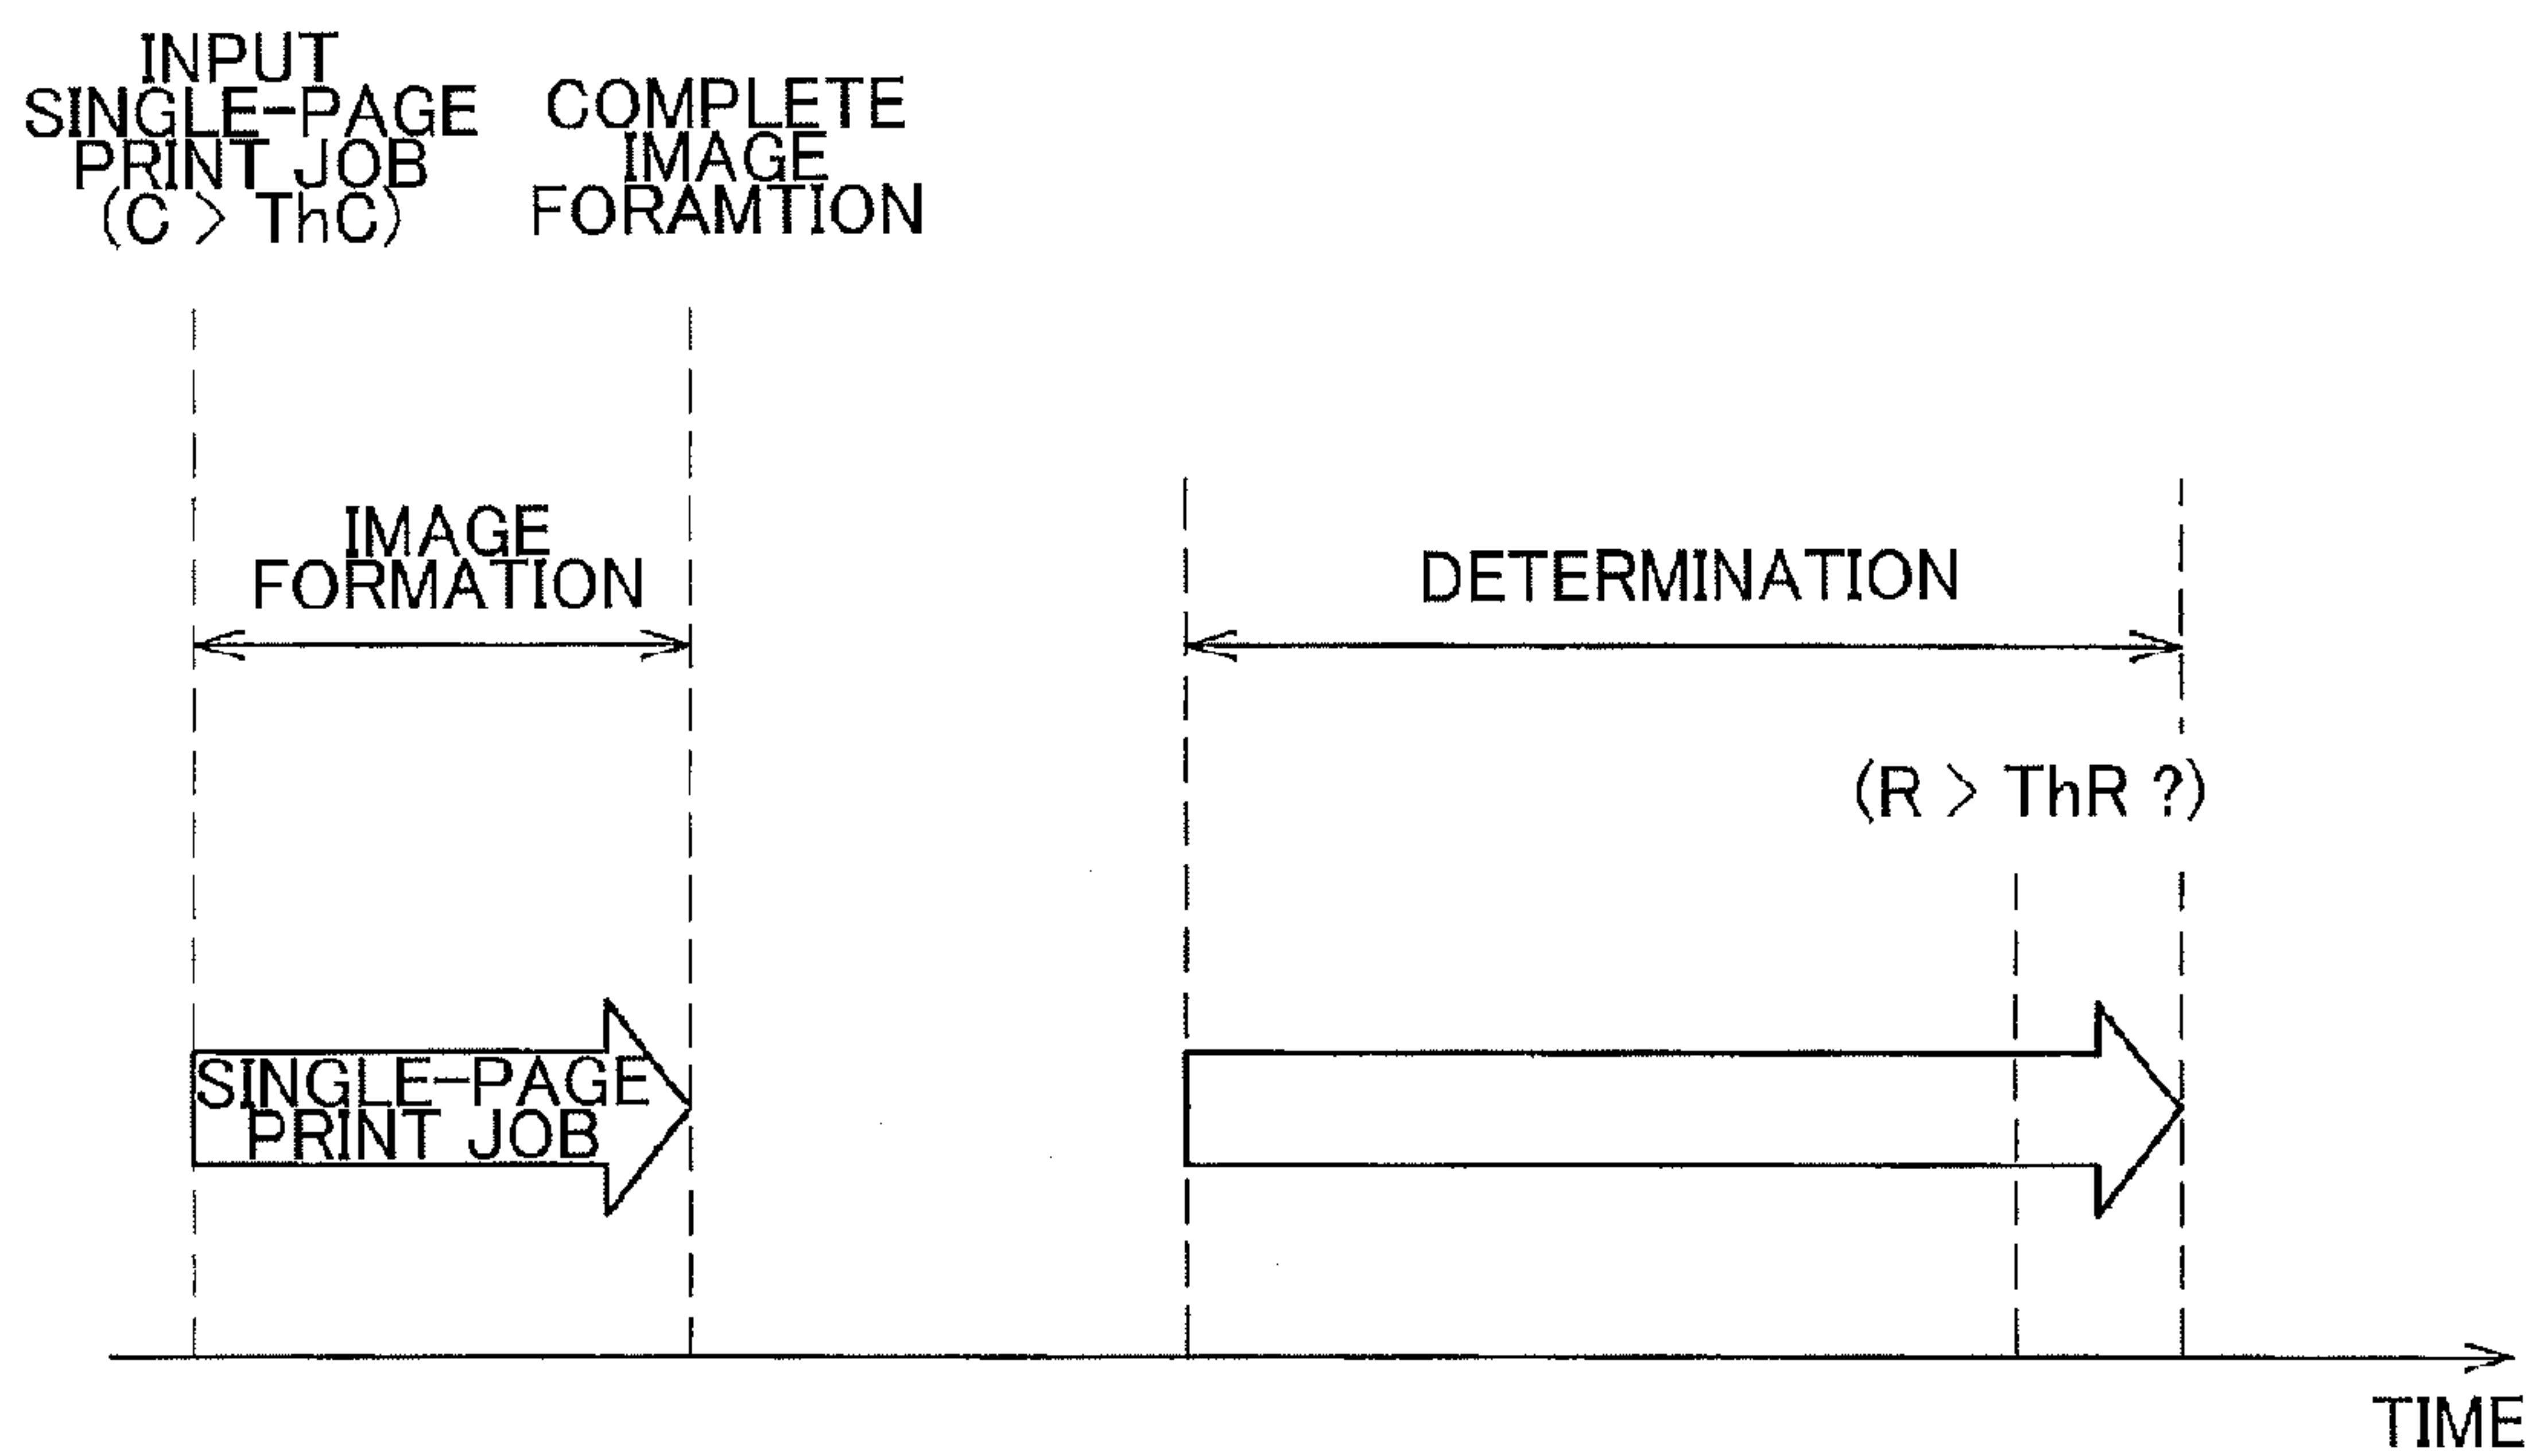 INPUT
SINGLE-PAGE
PRINT JOB
(C > ThC)
COMPLETE
IMAGE
FORAMTION
IMAGE
FORMATION
DETERMINATION
(R > ThR ?)
SINGLE-PAGE
PRINT JOB
TIME